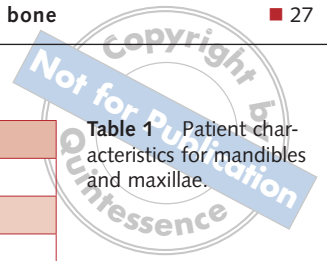 bone
27
Copyright by
Not for Publication
Table 1 Patient char-
acteristics for mandibles
and maxillae.
Quintessence